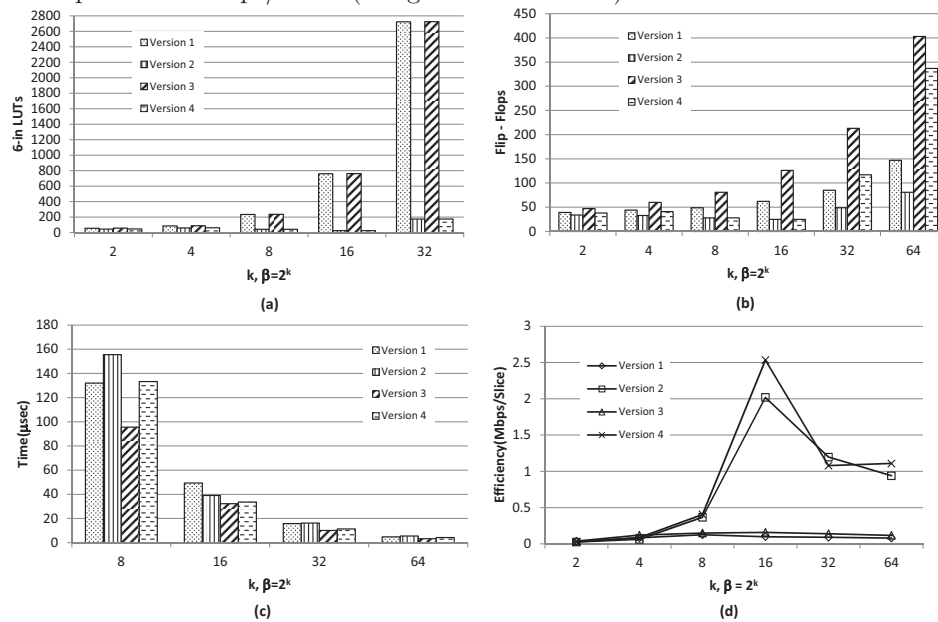 2800
2600
2400
2200
2000
1800
1600
1400
1200
1000
800
600
400
200
0
6-in LUTs
Version 1
Version 2
Version 3
Version 4
2 4 8 16 32
k, β=2^k
(a)
450
400
350
300
250
200
150
100
50
0
Flip - Flops
Version 1
Version 2
Version 3
Version 4
2 4 8 16 32 64
k, β=2^k
(b)
180
160
140
120
100
80
60
40
20
0
Time(μsec)
Version 1
Version 2
Version 3
Version 4
8 16 32 64
k, β=2^k
(c)
3
2.5
2
1.5
1
0.5
0
Efficiency(Mbps/Slice)
Version 1
Version 2
Version 3
Version 4
2 4 8 16 32 64
k, β = 2^k
(d)